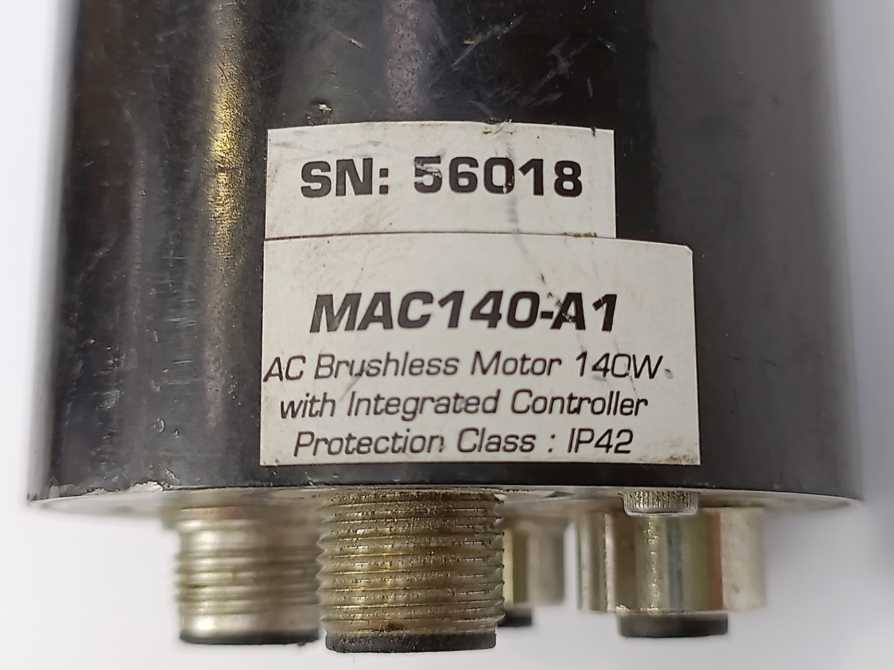 SN: 56018
MAC140-A1
AC Brushless Motor 140W
with Integrated Controller
Protection Class : IP42